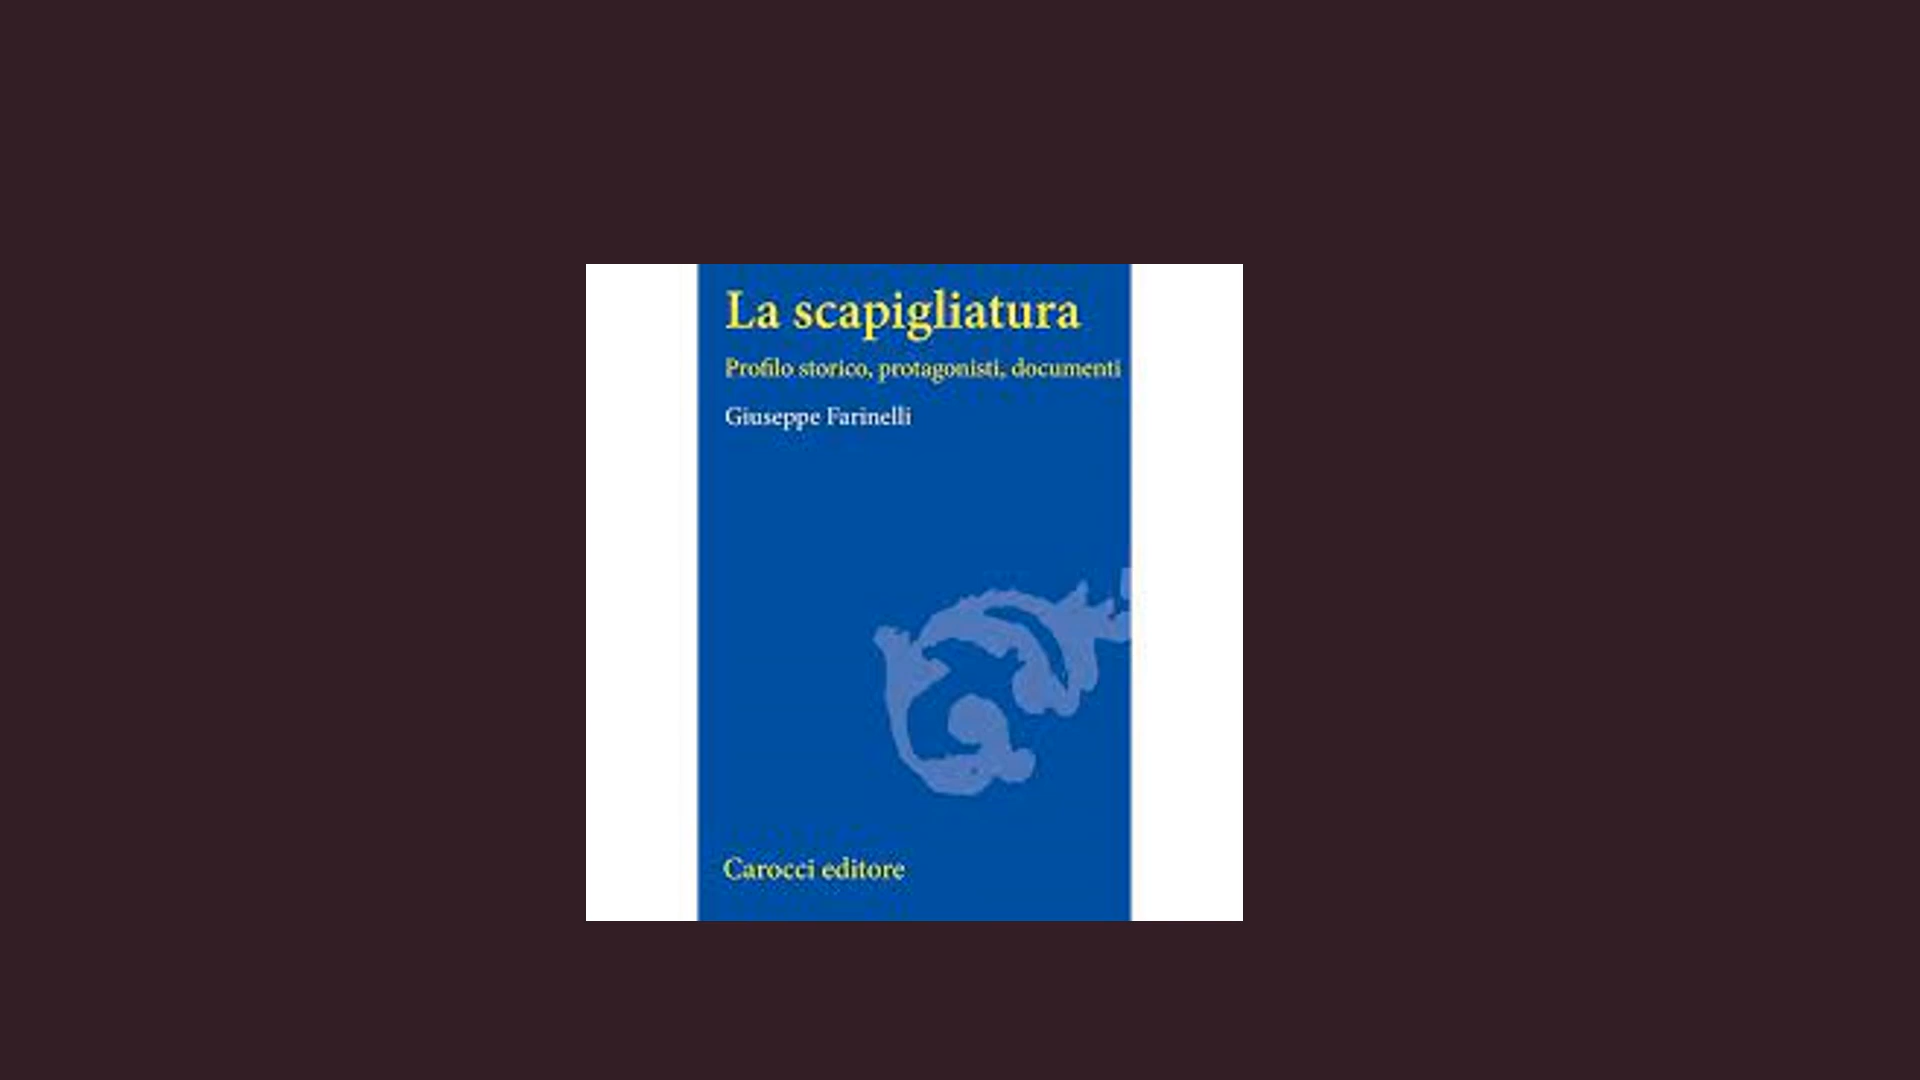 La scapigliatura
Profilo storico, protagonisti, documenti
Giuseppe Farinelli
Carocci editore